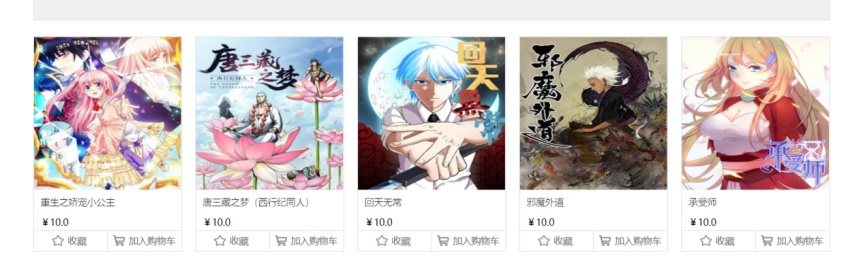 唐三藏
之梦
·西行纪同人·
回天
無常
邪魔外道
承受师
重生之娇宠小公主
唐三藏之梦（西行纪同人）
回天无常
邪魔外道
承受师
¥10.0
¥10.0
¥10.0
¥10.0
¥10.0
收藏 加入购物车
收藏 加入购物车
收藏 加入购物车
收藏 加入购物车
收藏 加入购物车